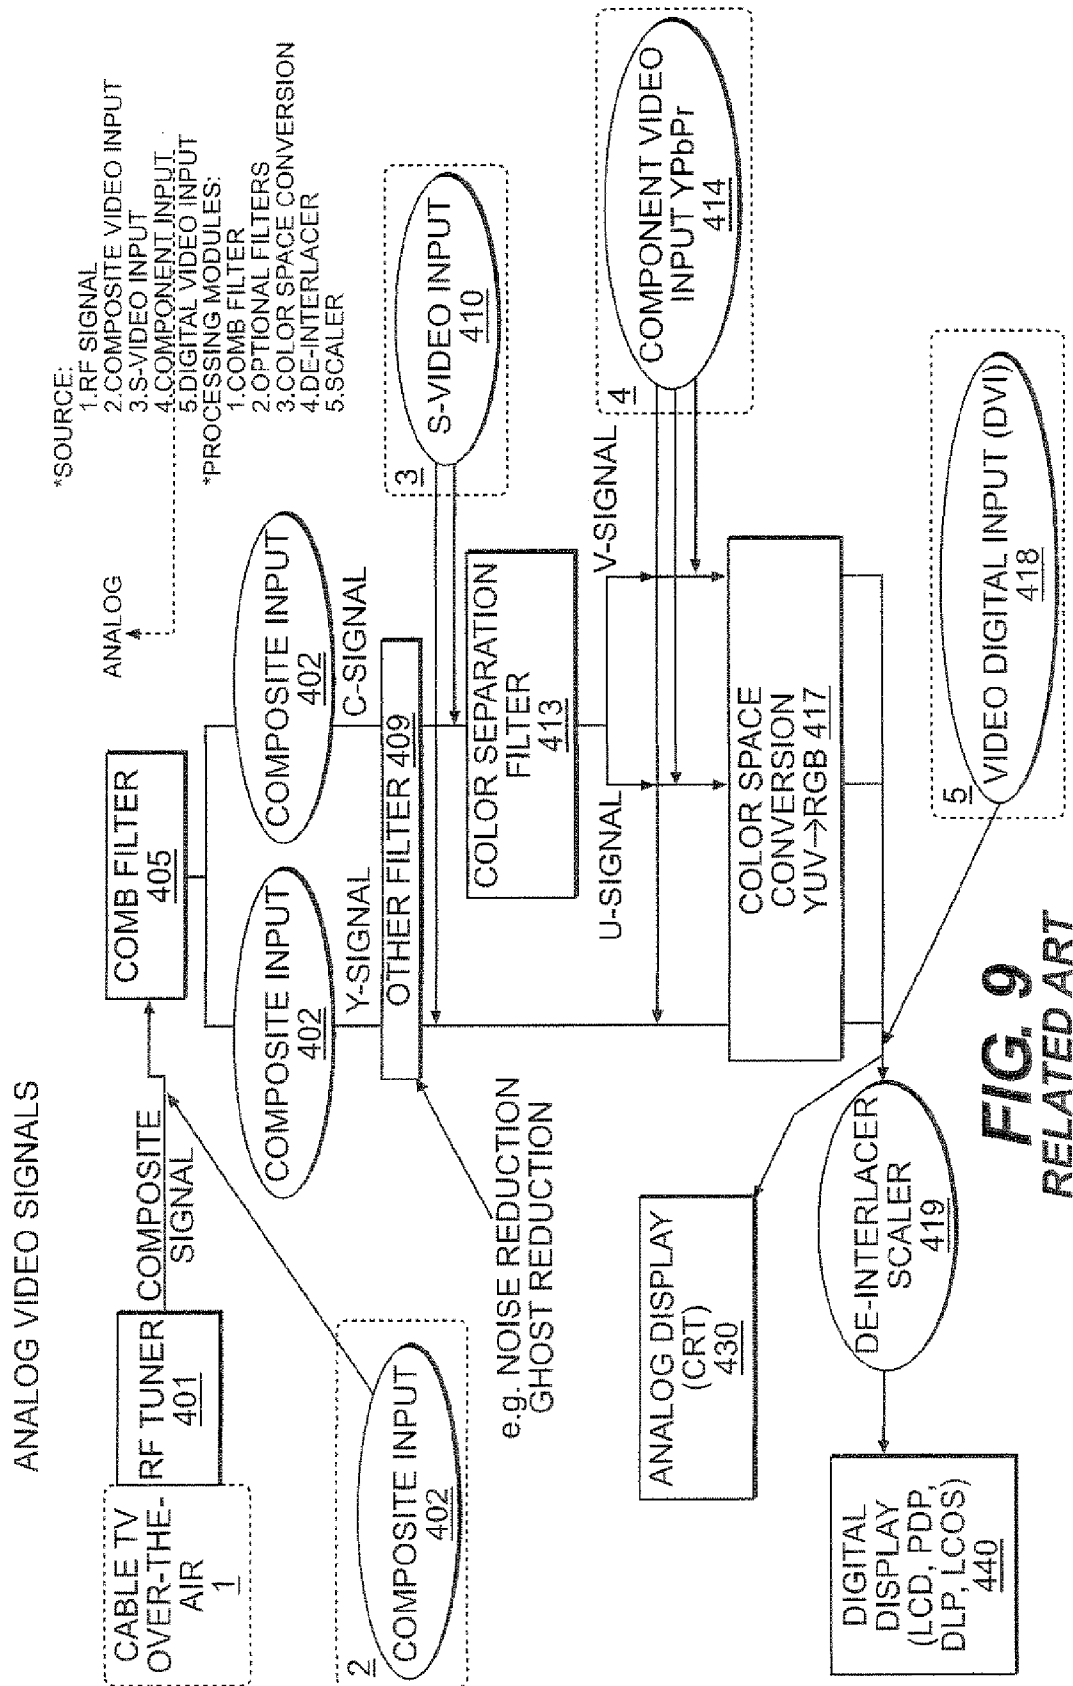 ANALOG VIDEO SIGNALS
CABLE TV
OVER-THE-
AIR
1
RF TUNER
401
COMPOSITE
SIGNAL
COMB FILTER
405
ANALOG
*SOURCE:
1.RF SIGNAL
2.COMPOSITE VIDEO INPUT
3.S-VIDEO INPUT
4.COMPONENT INPUT
5.DIGITAL VIDEO INPUT
*PROCESSING MODULES:
1.COMB FILTER
2.OPTIONAL FILTERS
3.COLOR SPACE CONVERSION
4.DE-INTERLACER
5.SCALER
2
COMPOSITE INPUT
402
COMPOSITE INPUT
402
COMPOSITE INPUT
402
Y-SIGNAL
C-SIGNAL
OTHER FILTER 409
e.g. NOISE REDUCTION
GHOST REDUCTION
3
S-VIDEO INPUT
410
COLOR SEPARATION
FILTER
413
U-SIGNAL
V-SIGNAL
4
COMPONENT VIDEO
INPUT YPbPr
414
COLOR SPACE
CONVERSION
YUV→RGB 417
ANALOG DISPLAY
(CRT)
430
DE-INTERLACER
SCALER
419
DIGITAL
DISPLAY
(LCD, PDP,
DLP, LCOS)
440
5
VIDEO DIGITAL INPUT (DVI)
418
FIG. 9
RELATED ART